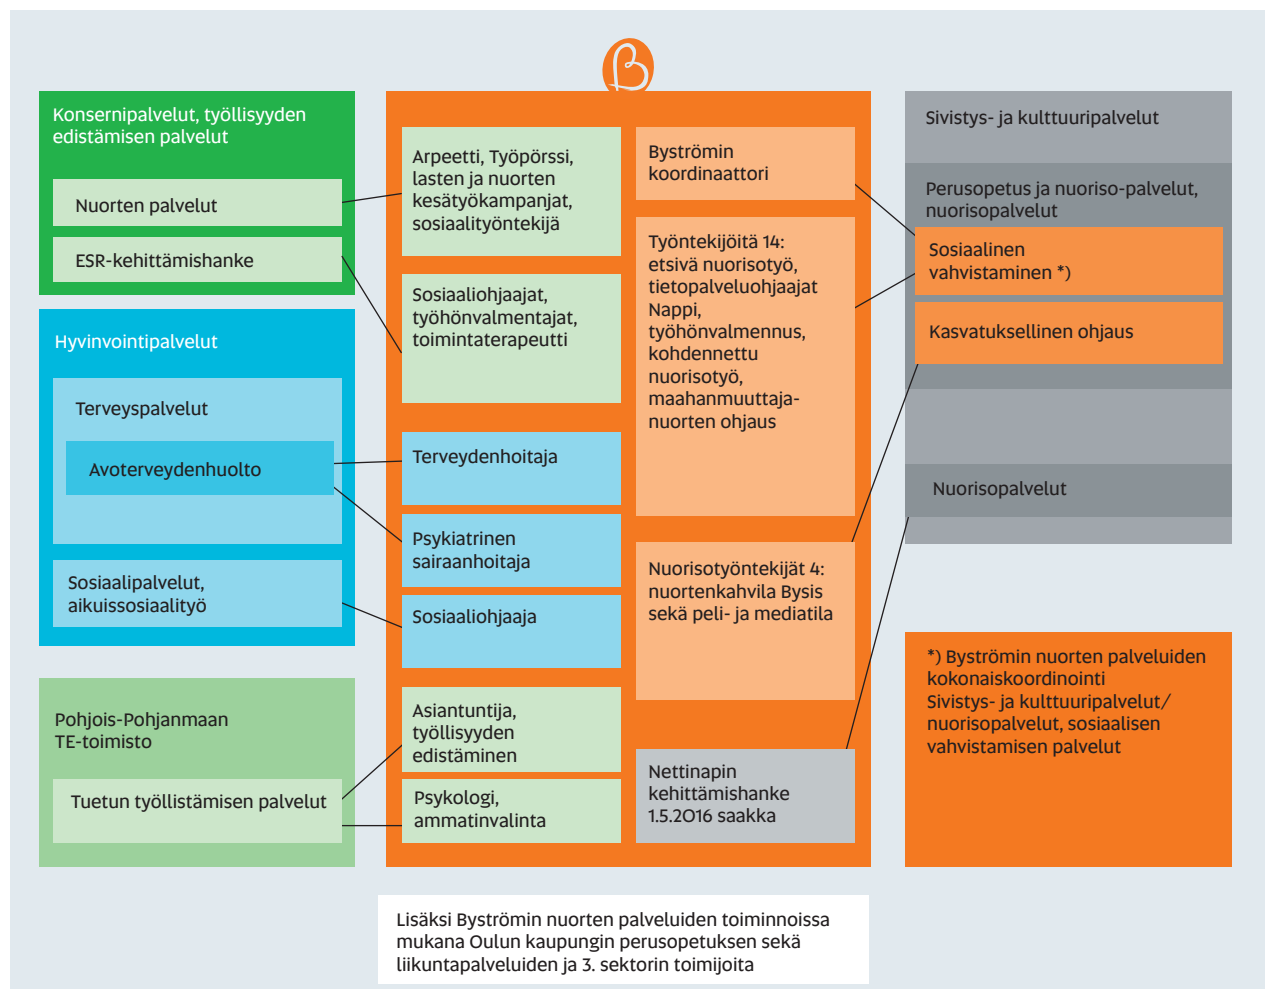 Konsernipalvelut, työllisyyden
edistämisen palvelut
Nuorten palvelut
ESR-kehittämishanke
Hyvinvointipalvelut
Terveyspalvelut
Avoterveydenhuolto
Sosiaalipalvelut,
aikuissosiaalityö
Pohjois-Pohjanmaan
TE-toimisto
Tuetun työllistämisen palvelut
Arpeetti, Työpörssi,
lasten ja nuorten
kesätyökampanjat,
sosiaalityöntekijä
Sosiaaliohjaajat,
työhönvalmentajat,
toimintaterapeutti
Terveydenhoitaja
Psykiatrinen
sairaanhoitaja
Sosiaaliohjaaja
Asiantuntija,
työllisyyden
edistäminen
Psykologi,
ammatinvalinta
Byströmin
koordinaattori
Työntekijöitä 14:
etsivä nuorisotyö,
tietopalveluohjaajat
Nappi,
työhönvalmennus,
kohdennettu
nuorisotyö,
maahanmuuttaja-
nuorten ohjaus
Nuorisotyöntekijät 4:
nuortenkahvila Bysis
sekä peli- ja mediatila
Nettinapin
kehittämishanke
1.5.2016 saakka
Sivistys- ja kulttuuripalvelut
Perusopetus ja nuoriso-palvelut,
nuorisopalvelut
Sosiaalinen
vahvistaminen *)
Kasvatuksellinen ohjaus
Nuorisopalvelut
*) Byströmin nuorten palveluiden
kokonaiskoordinointi
Sivistys- ja kulttuuripalvelut/
nuorisopalvelut, sosiaalisen
vahvistamisen palvelut
Lisäksi Byströmin nuorten palveluiden toiminnoissa
mukana Oulun kaupungin perusopetuksen sekä
liikuntapalveluiden ja 3. sektorin toimijoita